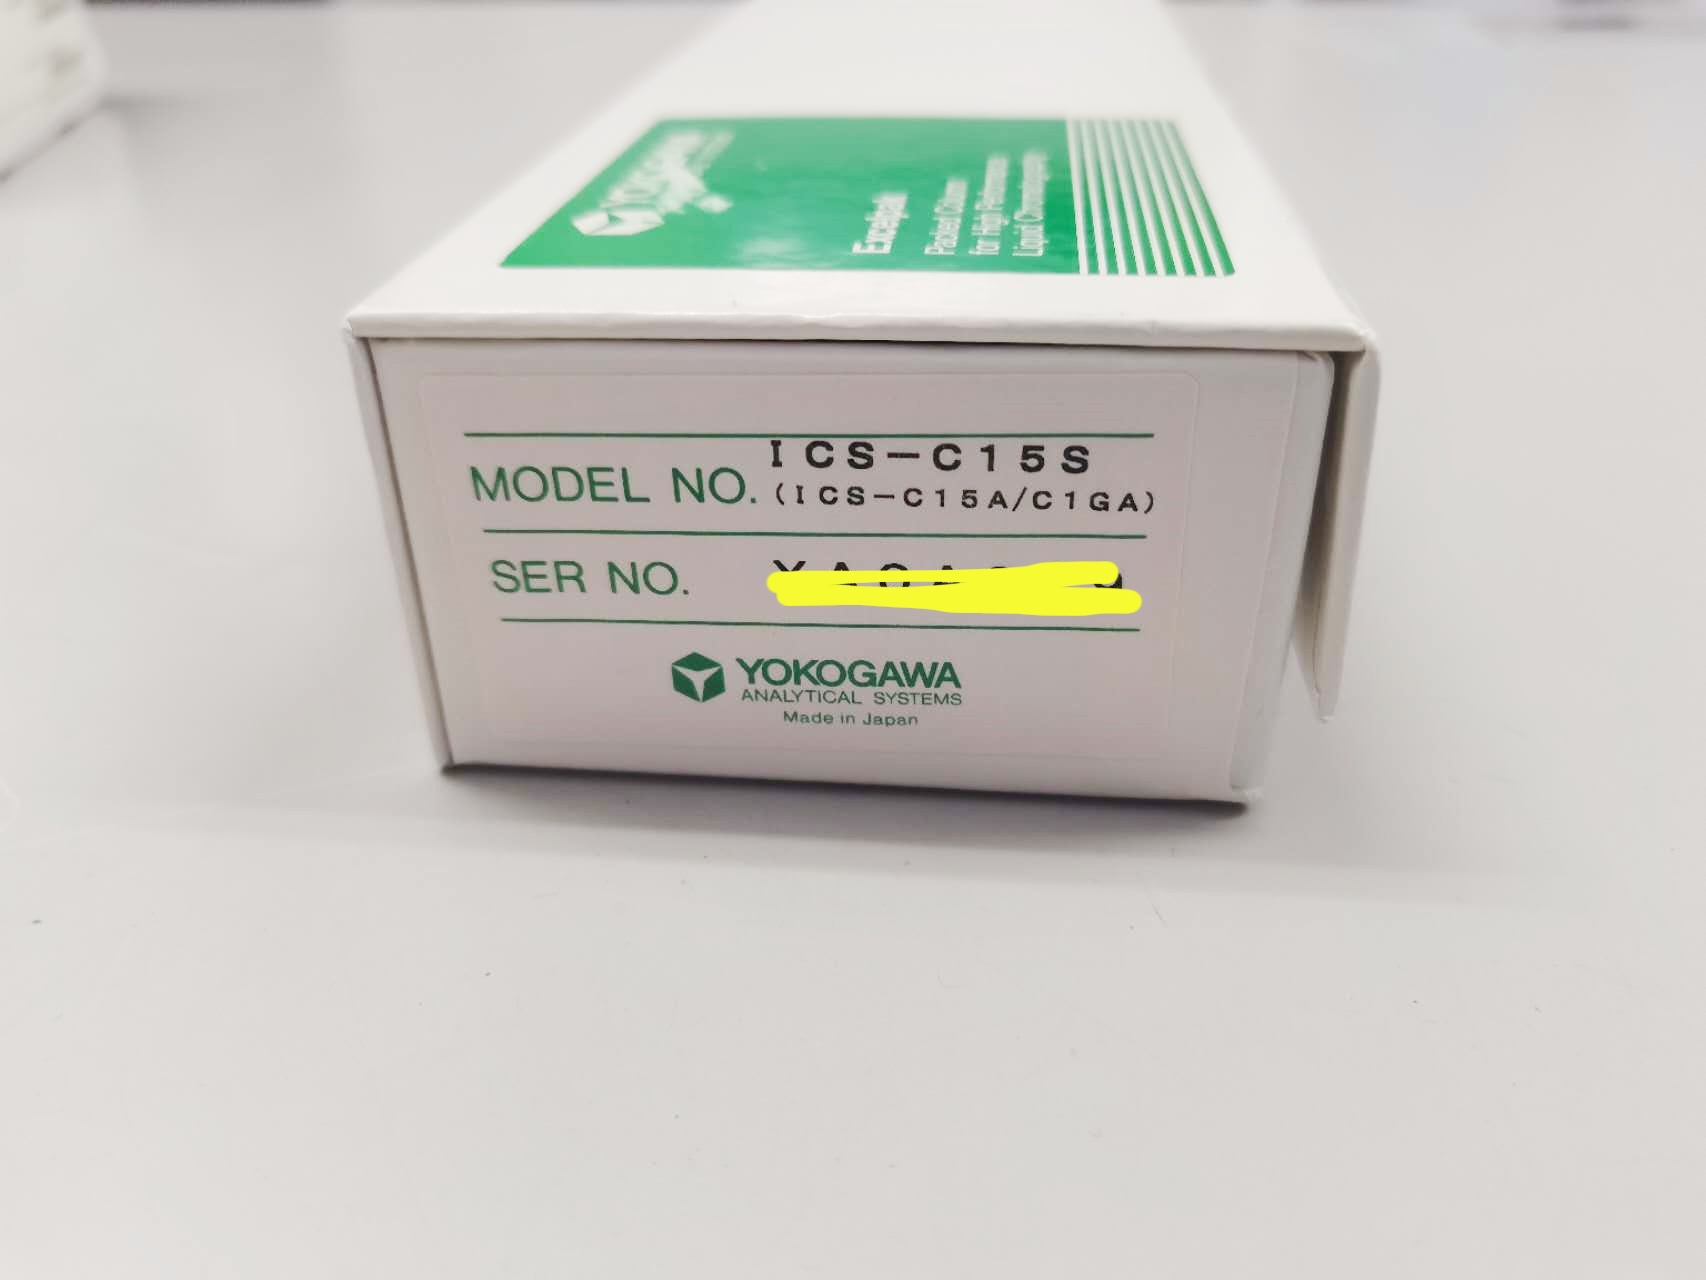 YOKOGAWA
Excelpak
Packed Column
for High Performance
Liquid Chromatography
MODEL NO. ICS-C15S
(ICS-C15A/C1GA)
SER NO.
YOKOGAWA
ANALYTICAL SYSTEMS
Made in Japan